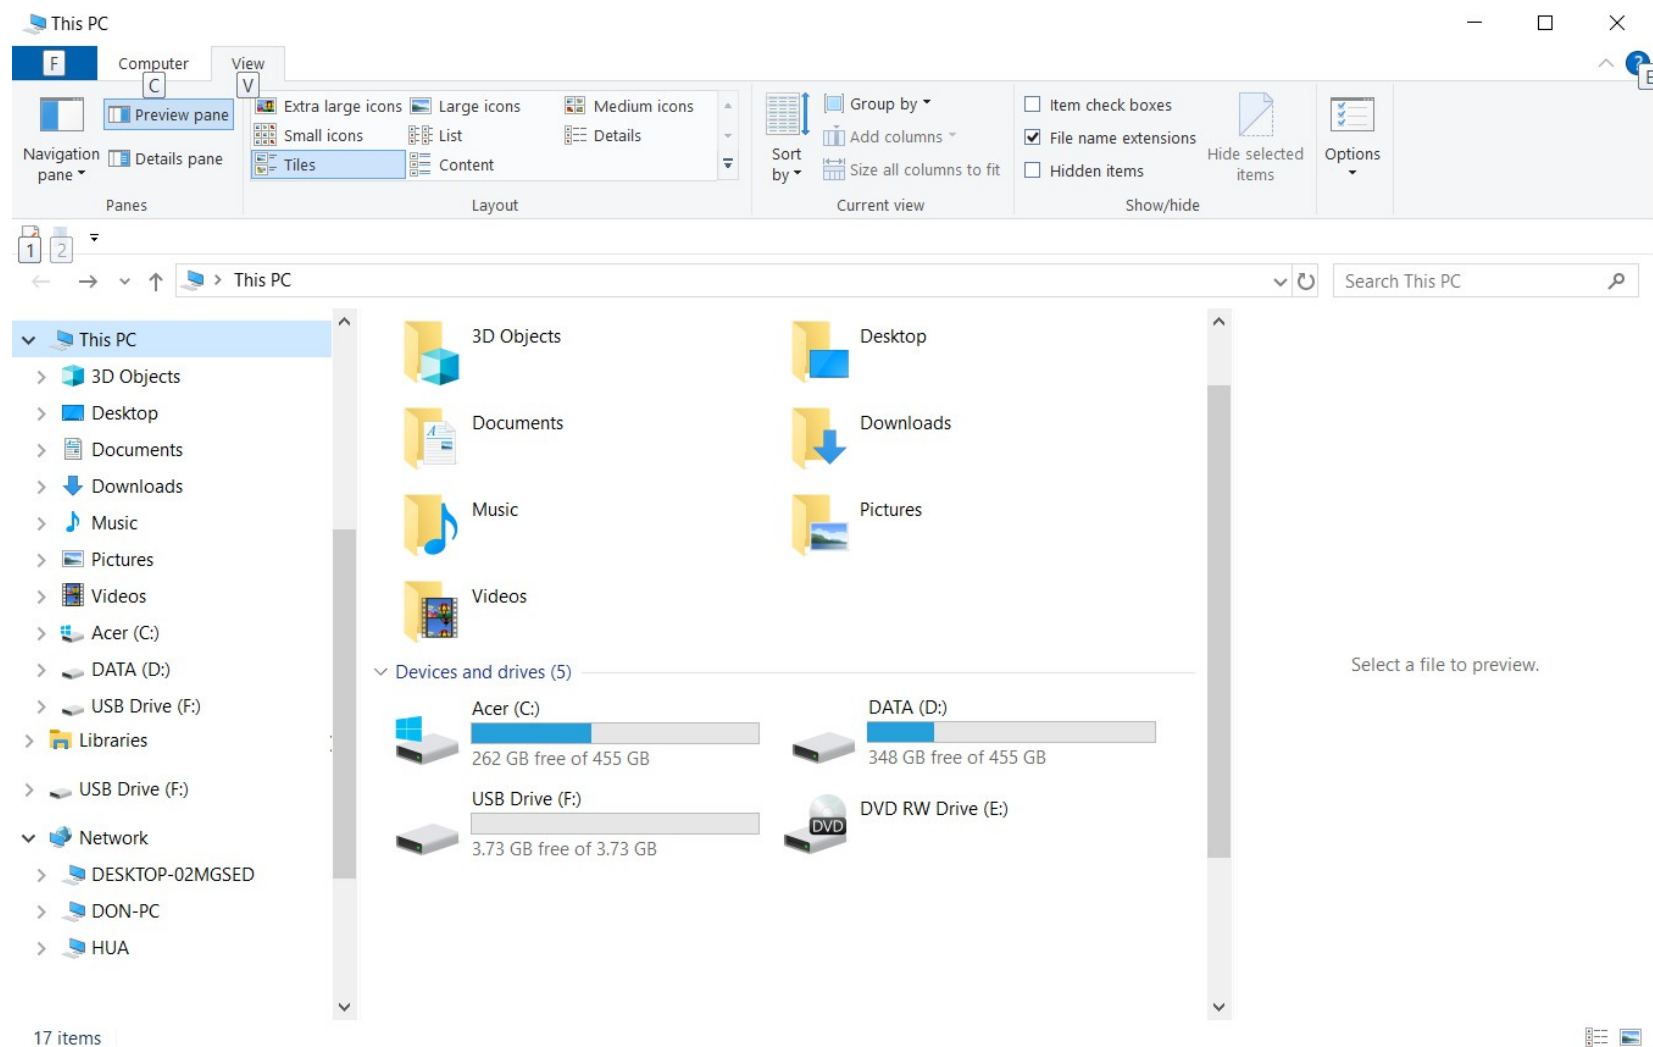 This PC
F
Computer
View
C
V
?
E
Navigation pane
Preview pane
Details pane
Panes
Extra large icons
Large icons
Medium icons
Small icons
List
Details
Tiles
Content
Layout
Sort by
Group by
Add columns
Size all columns to fit
Current view
Item check boxes
File name extensions
Hidden items
Hide selected items
Show/hide
Options
1
2
This PC
Search This PC
This PC
3D Objects
Desktop
Documents
Downloads
Music
Pictures
Videos
Acer (C:)
DATA (D:)
USB Drive (F:)
Libraries
USB Drive (F:)
Network
DESKTOP-02MGSED
DON-PC
HUA
3D Objects
Desktop
Documents
Downloads
Music
Pictures
Videos
Devices and drives (5)
Acer (C:)
262 GB free of 455 GB
DATA (D:)
348 GB free of 455 GB
USB Drive (F:)
3.73 GB free of 3.73 GB
DVD
DVD RW Drive (E:)
Select a file to preview.
17 items